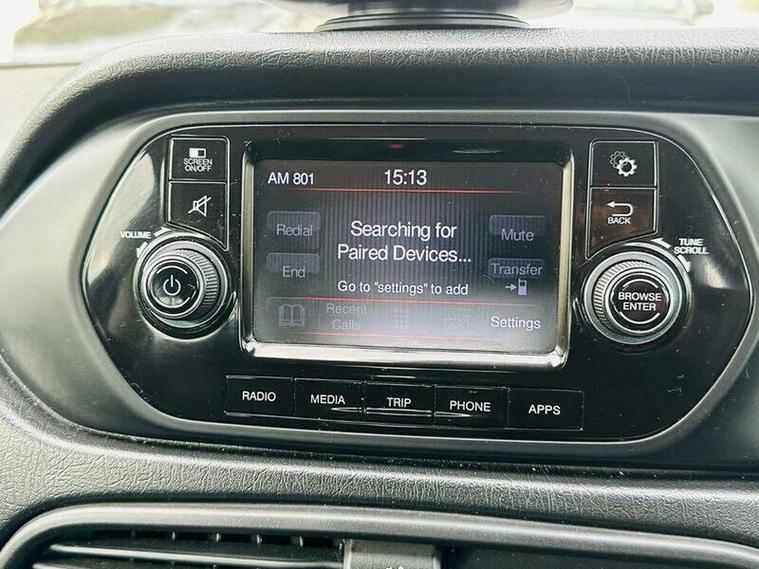 SCREEN
ON/OFF
VOLUME
AM 801
15:13
Redial
Searching for
Mute
Paired Devices...
End
Transfer
Go to "settings" to add
Recent
Calls
Settings
BACK
TUNE
SCROLL
BROWSE
ENTER
RADIO
MEDIA
TRIP
PHONE
APPS